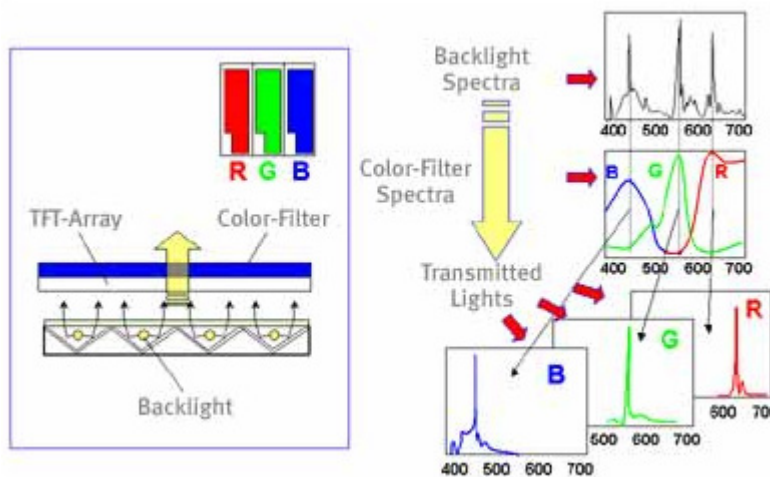 R G B
TFT-Array
Color-Filter
Backlight
Backlight
Spectra
400 500 600 700
Color-Filter
Spectra
B
G
R
400 500 600 700
Transmitted
Lights
R
600 700
G
500 600 700
B
400 500 600 700